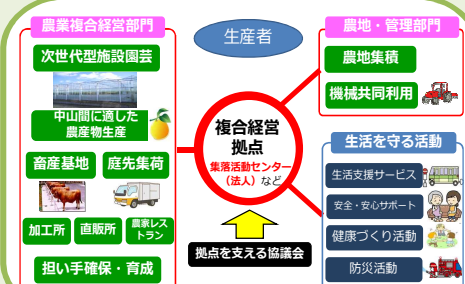 農業複合経営部門
次世代型施設園芸
中山間に適した
農産物生産
畜産基地
庭先集荷
加工所
直販所
農家レス
トラン
担い手確保・育成
生産者
複合経営
拠点
集落活動センター
（法人）など
拠点を支える協議会
農地・管理部門
農地集積
機械共同利用
生活を守る活動
生活支援サービス
安全・安心サポート
健康づくり活動
防災活動